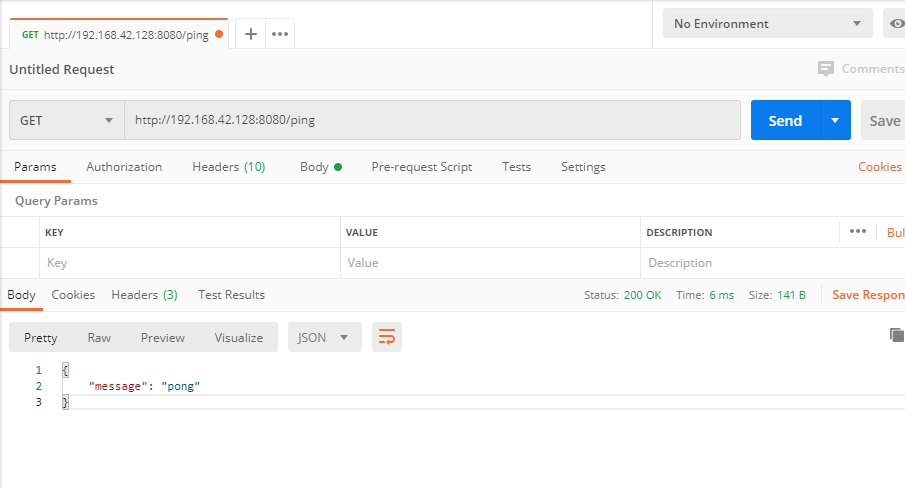 GET http://192.168.42.128:8080/ping
No Environment
Untitled Request
Comments
GET http://192.168.42.128:8080/ping Send Save
Params Authorization Headers (10) Body Pre-request Script Tests Settings Cookies
Query Params
KEY VALUE DESCRIPTION Bul
Key Value Description
Body Cookies Headers (3) Test Results Status: 200 OK Time: 6 ms Size: 141 B Save Respon
Pretty Raw Preview Visualize JSON
1 {
2 "message": "pong"
3 }